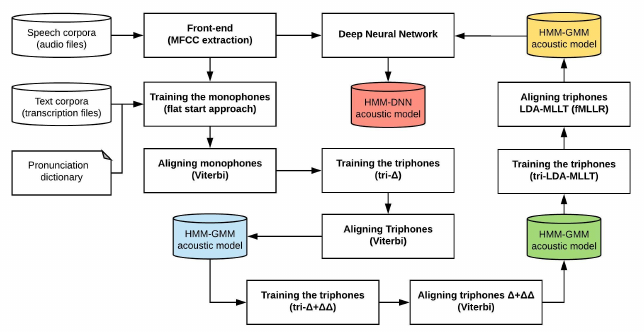 Speech corpora
(audio files)
Front-end
(MFCC extraction)
Deep Neural Network
HMM-GMM
acoustic model
Text corpora
(transcription files)
Training the monophones
(flat start approach)
HMM-DNN
acoustic model
Aligning triphones
LDA-MLLT (fMLLR)
Pronunciation
dictionary
Aligning monophones
(Viterbi)
Training the triphones
(tri-Δ)
Training the triphones
(tri-LDA-MLLT)
HMM-GMM
acoustic model
Aligning Triphones
(Viterbi)
HMM-GMM
acoustic model
Training the triphones
(tri-Δ+ΔΔ)
Aligning triphones Δ+ΔΔ
(Viterbi)